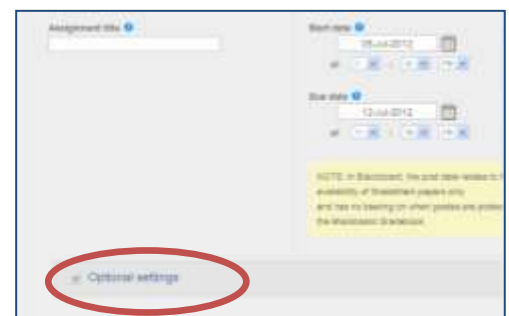 Assignment title
Start date
05-Jul-2012
at
Due date
12-Jul-2012
at
NOTE: in Blackboard, the post date relates to
availability of GradeMark papers only
and has no bearing on when grades are posted
the Blackboard Gradebook
Optional settings